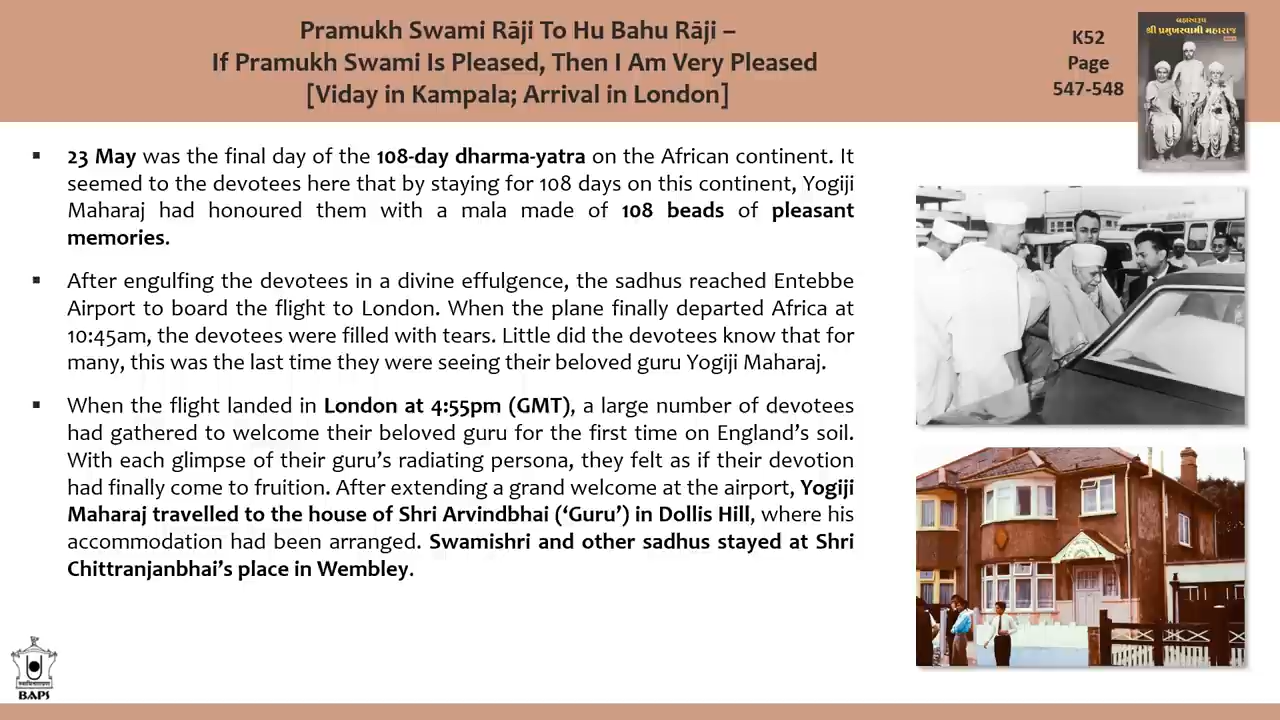 Pramukh Swami Rāji To Hu Bahu Rāji –
If Pramukh Swami Is Pleased, Then I Am Very Pleased
[Viday in Kampala; Arrival in London]
K52
Page
547-548
બ્રહ્મસ્વરૂપ
શ્રી પ્રમુખસ્વામી મહારાજ
▪ 23 May was the final day of the 108-day dharma-yatra on the African continent. It
seemed to the devotees here that by staying for 108 days on this continent, Yogiji
Maharaj had honoured them with a mala made of 108 beads of pleasant
memories.
▪ After engulfing the devotees in a divine effulgence, the sadhus reached Entebbe
Airport to board the flight to London. When the plane finally departed Africa at
10:45am, the devotees were filled with tears. Little did the devotees know that for
many, this was the last time they were seeing their beloved guru Yogiji Maharaj.
▪ When the flight landed in London at 4:55pm (GMT), a large number of devotees
had gathered to welcome their beloved guru for the first time on England’s soil.
With each glimpse of their guru’s radiating persona, they felt as if their devotion
had finally come to fruition. After extending a grand welcome at the airport, Yogiji
Maharaj travelled to the house of Shri Arvindbhai (‘Guru’) in Dollis Hill, where his
accommodation had been arranged. Swamishri and other sadhus stayed at Shri
Chittranjanbhai’s place in Wembley.
BAPS